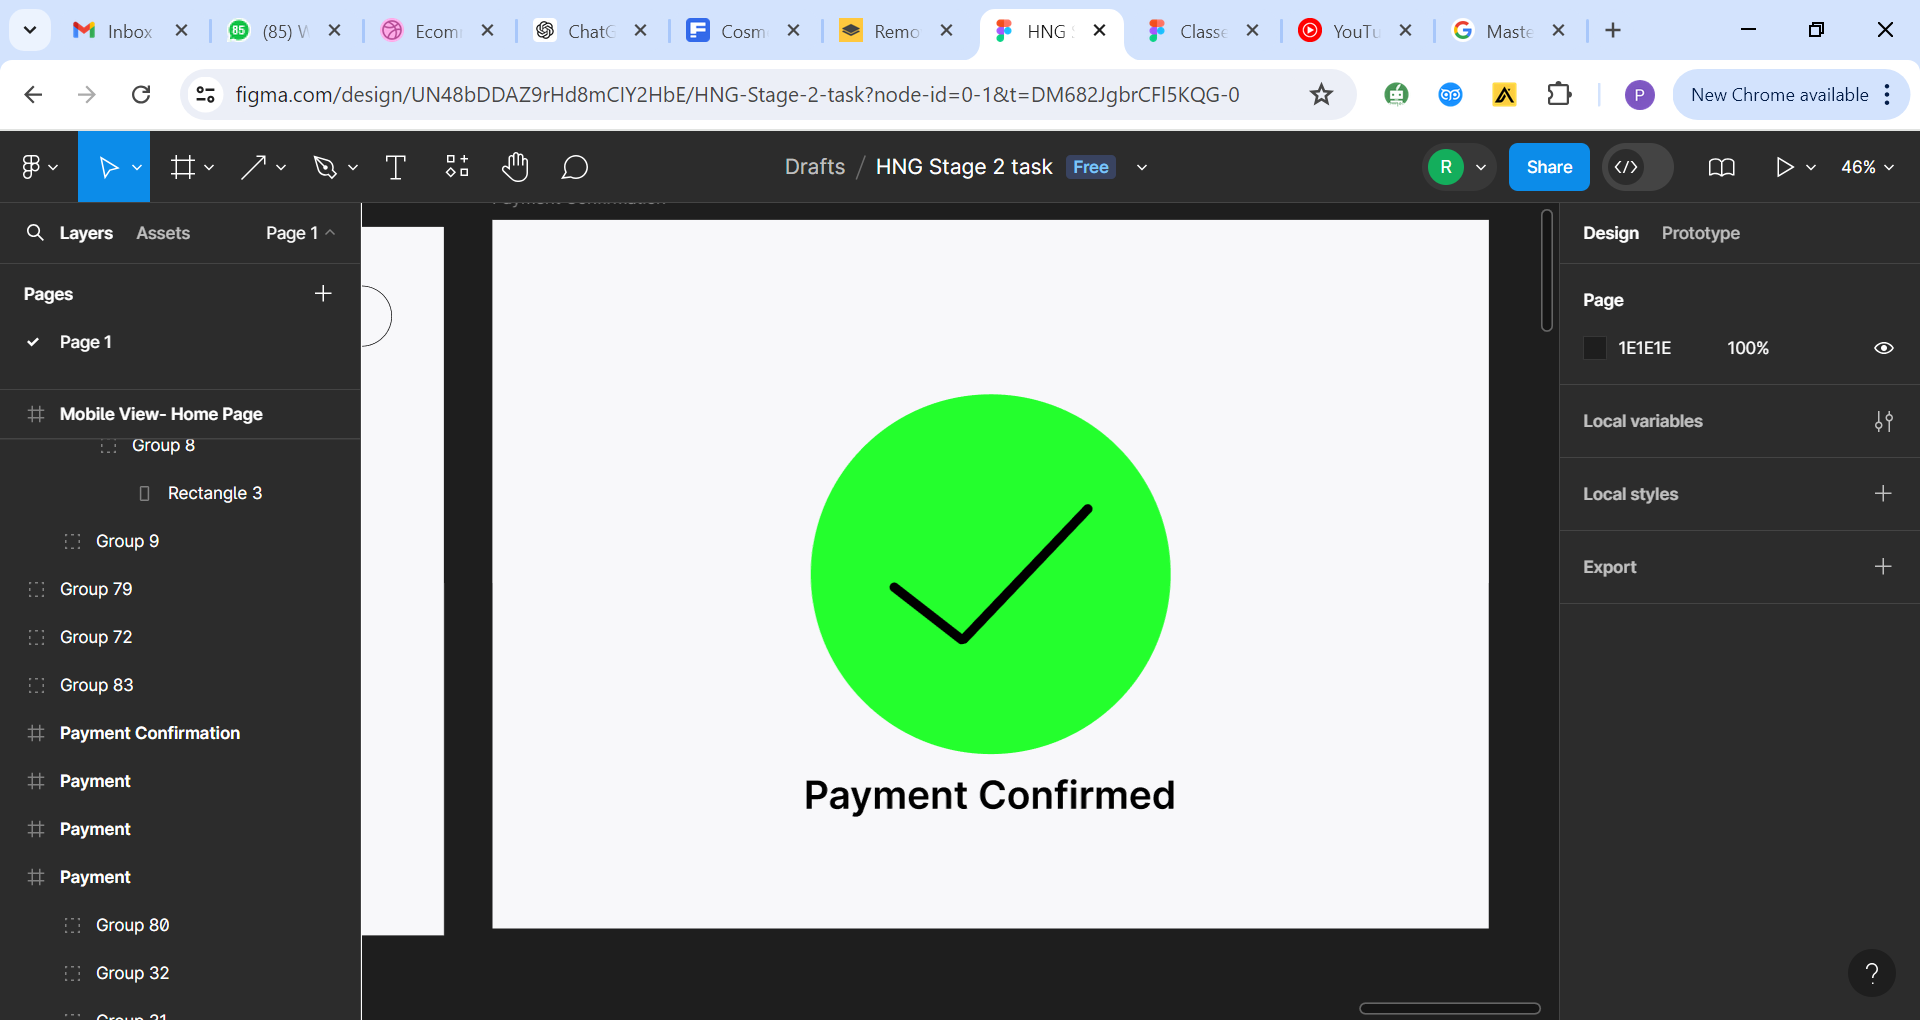 Inbox
(85) W
Ecom
ChatG
Cosm
Remo
HNG
Classe
YouTu
Maste
figma.com/design/UN48bDDAZ9rHd8mCIY2HbE/HNG-Stage-2-task?node-id=0-1&t=DM682JgbrCFl5KQG-0
P
New Chrome available
Drafts / HNG Stage 2 task Free
R
Share
46%
Layers Assets Page 1
Pages
Page 1
Mobile View- Home Page
Group 8
Rectangle 3
Group 9
Group 79
Group 72
Group 83
Payment Confirmation
Payment
Payment
Payment
Group 80
Group 32
Payment Confirmed
Design Prototype
Page
1E1E1E 100%
Local variables
Local styles
Export
?